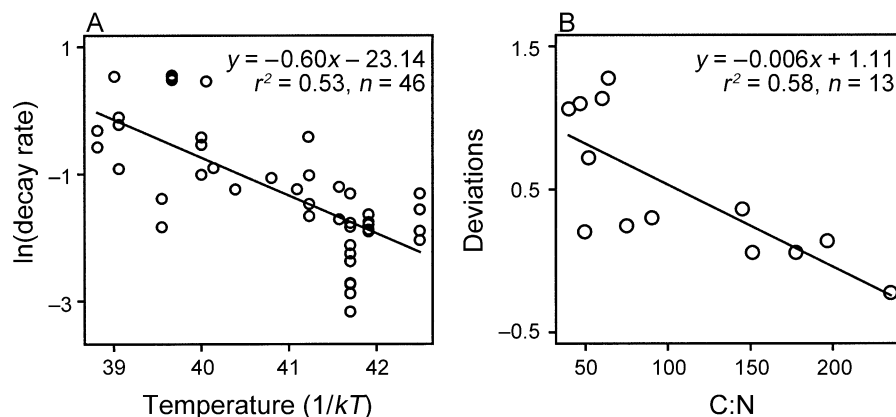 A
y = −0.60x − 23.14
r² = 0.53, n = 46
1
−1
−3
ln(decay rate)
39 40 41 42
Temperature (1/kT)
B
y = −0.006x + 1.11
r² = 0.58, n = 13
1.5
0.5
−0.5
Deviations
50 100 150 200
C:N